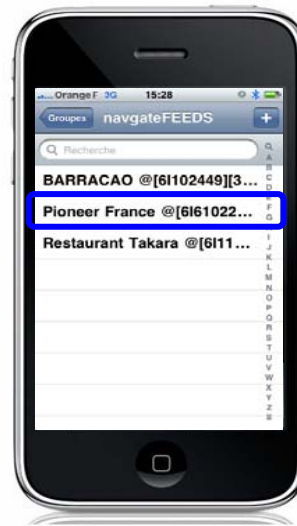 Orange F 3G 15:28
Groupes navgateFEEDS +
Recherche
BARRACAO @[6I102449][3...
Pioneer France @[6I61022...
Restaurant Takara @[6I11...
A
B
C
D
E
F
G
I
J
K
L
M
N
O
P
Q
R
S
T
U
V
W
X
Y
Z
#